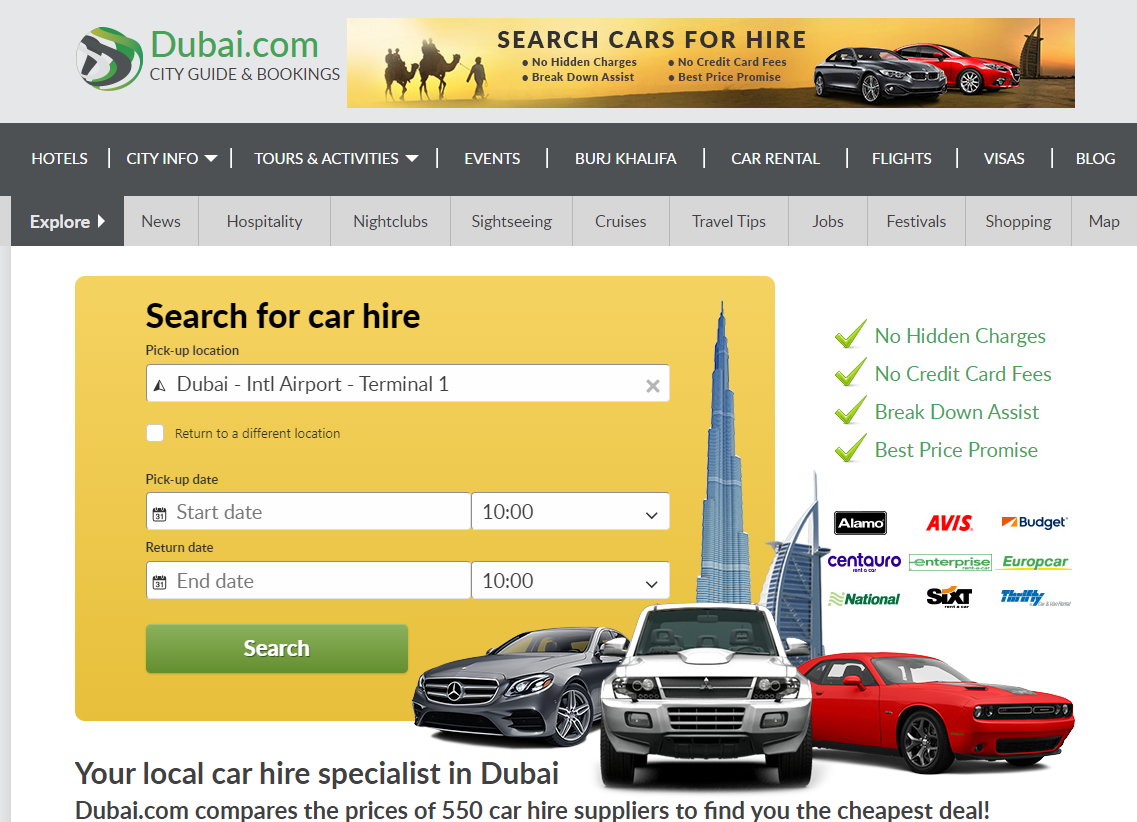 Dubai.com
CITY GUIDE & BOOKINGS
SEARCH CARS FOR HIRE
• No Hidden Charges • No Credit Card Fees
• Break Down Assist • Best Price Promise
HOTELS CITY INFO TOURS & ACTIVITIES EVENTS BURJ KHALIFA CAR RENTAL FLIGHTS VISAS BLOG
Explore News Hospitality Nightclubs Sightseeing Cruises Travel Tips Jobs Festivals Shopping Map
Search for car hire
Pick-up location
Dubai - Intl Airport - Terminal 1
Return to a different location
Pick-up date
31 Start date 10:00
Return date
31 End date 10:00
Search
No Hidden Charges
No Credit Card Fees
Break Down Assist
Best Price Promise
Alamo AVIS Budget
centauro rent a car enterprise rent-a-car Europcar
National SiXT rent a car Thrifty Car & Van Rental
Your local car hire specialist in Dubai
Dubai.com compares the prices of 550 car hire suppliers to find you the cheapest deal!